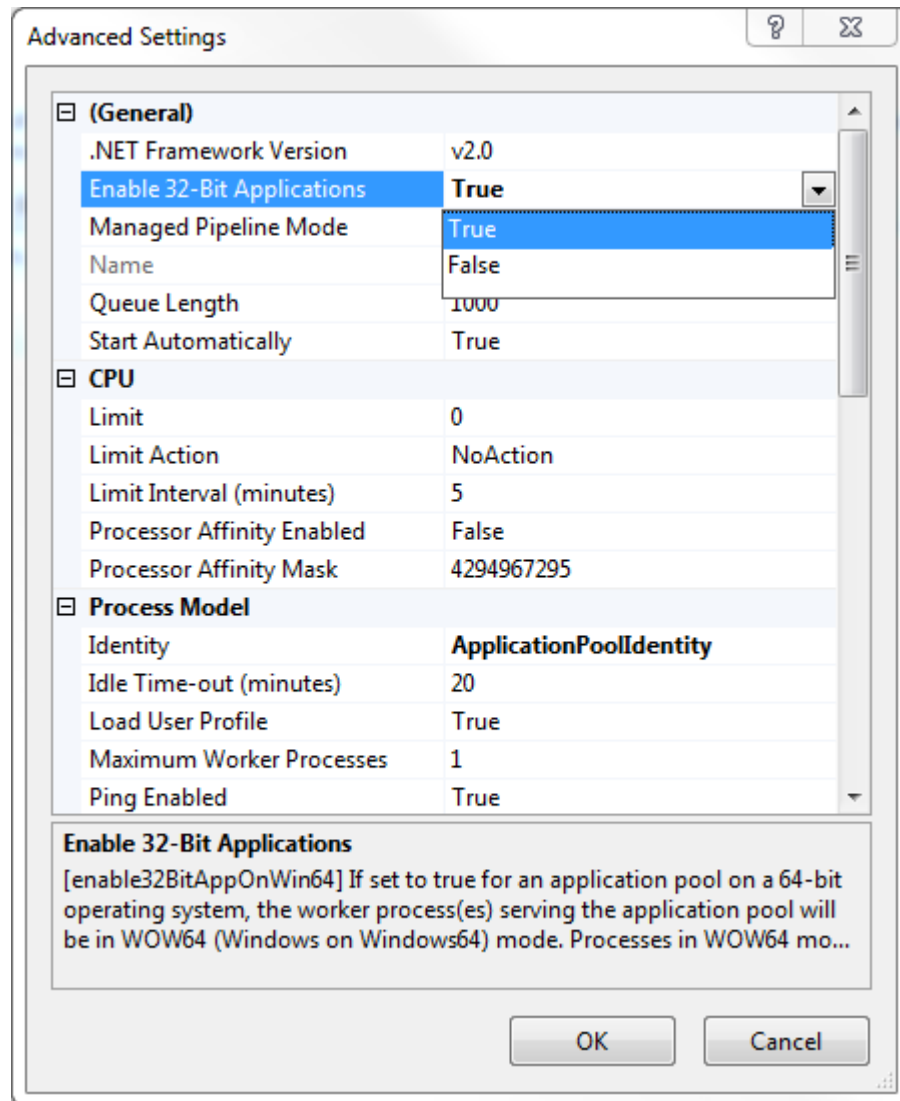 Advanced Settings
(General)
.NET Framework Version v2.0
Enable 32-Bit Applications True
Managed Pipeline Mode True
Name False
Queue Length 1000
Start Automatically True
CPU
Limit 0
Limit Action NoAction
Limit Interval (minutes) 5
Processor Affinity Enabled False
Processor Affinity Mask 4294967295
Process Model
Identity ApplicationPoolIdentity
Idle Time-out (minutes) 20
Load User Profile True
Maximum Worker Processes 1
Ping Enabled True
Enable 32-Bit Applications
[enable32BitAppOnWin64] If set to true for an application pool on a 64-bit
operating system, the worker process(es) serving the application pool will
be in WOW64 (Windows on Windows64) mode. Processes in WOW64 mo...
OK Cancel